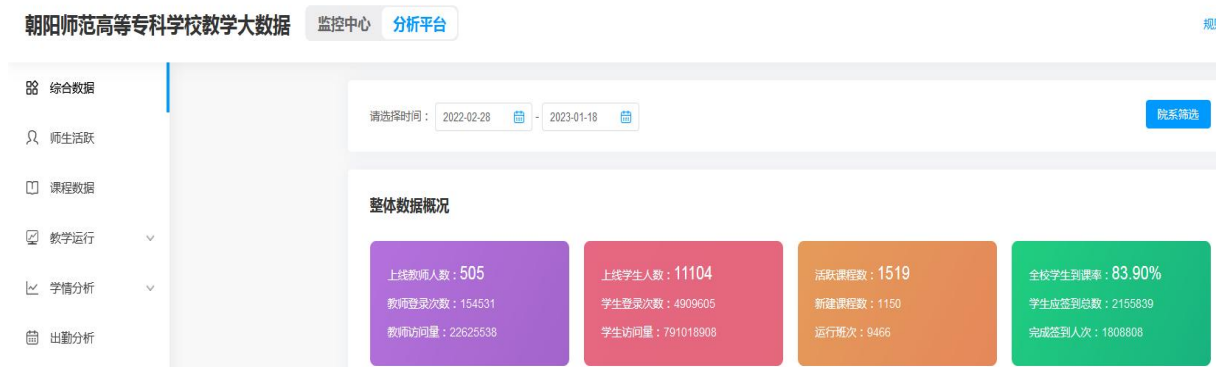 朝阳师范高等专科学校教学大数据 监控中心 分析平台
综合数据
师生活跃
课程数据
教学运行
学情分析
出勤分析
请选择时间： 2022-02-28 - 2023-01-18 院系筛选
整体数据概况
上线教师人数：505
教师登录次数：154531
教师访问量：22625538
上线学生人数：11104
学生登录次数：4909605
学生访问量：791018908
活跃课程数：1519
新建课程数：1150
运行班次：9466
全校学生到课率：83.90%
学生应签到总数：2155839
完成签到人次：1808808